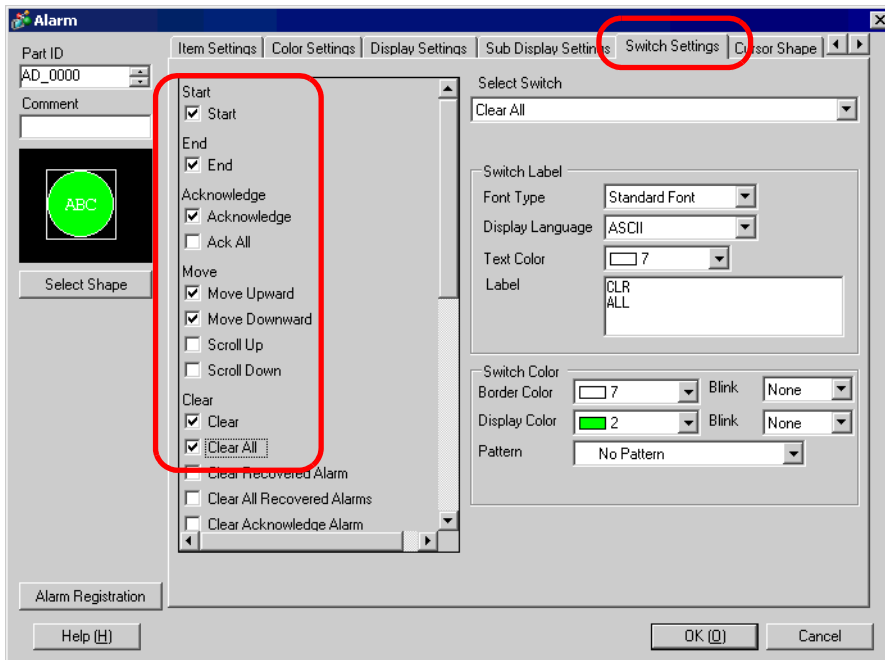 Alarm
Part ID
AD_0000
Comment
ABC
Select Shape
Alarm Registration
Help (H)
Item Settings
Color Settings
Display Settings
Sub Display Settings
Switch Settings
Cursor Shape
Start
Start
End
End
Acknowledge
Acknowledge
Ack All
Move
Move Upward
Move Downward
Scroll Up
Scroll Down
Clear
Clear
Clear All
Clear Recovered Alarm
Clear All Recovered Alarms
Clear Acknowledge Alarm
Select Switch
Clear All
Switch Label
Font Type Standard Font
Display Language ASCII
Text Color 7
Label CLR
ALL
Switch Color
Border Color 7 Blink None
Display Color 2 Blink None
Pattern No Pattern
OK (O)
Cancel